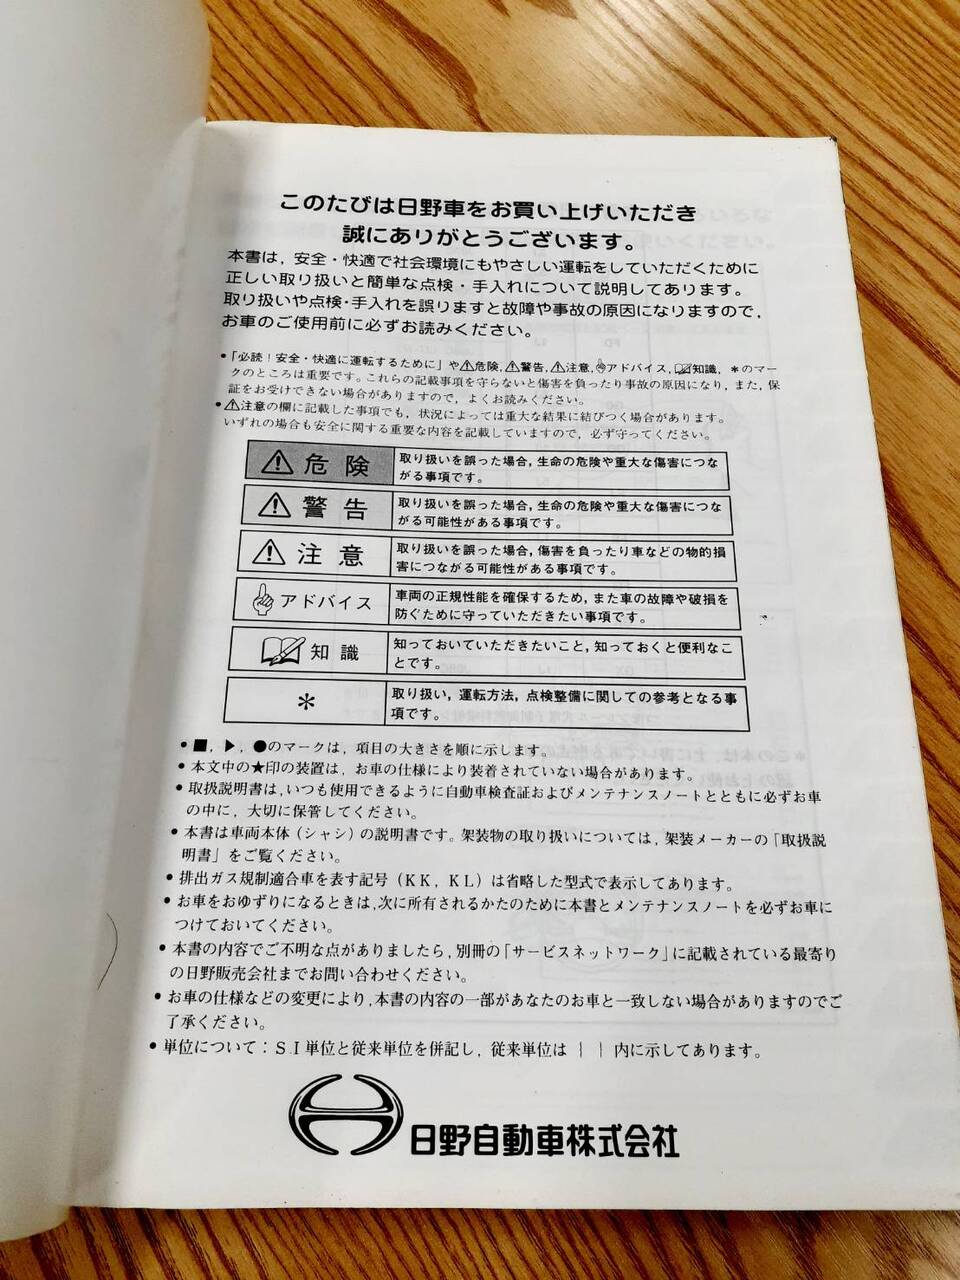 このたびは日野車をお買い上げいただき
誠にありがとうございます。
本書は，安全・快適で社会環境にもやさしい運転をしていただくために
正しい取り扱いと簡単な点検・手入れについて説明してあります。
取り扱いや点検・手入れを誤りますと故障や事故の原因になりますので，
お車のご使用前に必ずお読みください。
●「必読！安全・快適に運転するために」や⚠危険，⚠警告，⚠注意，☝アドバイス，📖知識，＊のマー
クのところは重要です。これらの記載事項を守らないと傷害を負ったり事故の原因になり，また，保
証をお受けできない場合がありますので，よくお読みください。
●⚠注意の欄に記載した事項でも，状況によっては重大な結果に結びつく場合があります。
いずれの場合も安全に関する重要な内容を記載していますので，必ず守ってください。
⚠危険
取り扱いを誤った場合，生命の危険や重大な傷害につな
がる事項です。
⚠警告
取り扱いを誤った場合，生命の危険や重大な傷害につな
がる可能性がある事項です。
⚠注意
取り扱いを誤った場合，傷害を負ったり車などの物的損
害につながる可能性がある事項です。
☝アドバイス
車両の正規性能を確保するため，また車の故障や破損を
防ぐために守っていただきたい事項です。
📖知識
知っておいていただきたいこと，知っておくと便利なこ
とです。
＊
取り扱い，運転方法，点検整備に関しての参考となる事
項です。
●■，▶，●のマークは，項目の大きさを順に示します。
●本文中の★印の装置は，お車の仕様により装着されていない場合があります。
●取扱説明書は，いつも使用できるように自動車検査証およびメンテナンスノートとともに必ずお車
の中に，大切に保管してください。
●本書は車両本体（シャシ）の説明書です。架装物の取り扱いについては，架装メーカーの「取扱説
明書」をご覧ください。
●排出ガス規制適合車を表す記号（KK，KL）は省略した型式で表示してあります。
●お車をおゆずりになるときは，次に所有されるかたのために本書とメンテナンスノートを必ずお車に
つけておいてください。
●本書の内容でご不明な点がありましたら，別冊の「サービスネットワーク」に記載されている最寄り
の日野販売会社までお問い合わせください。
●お車の仕様などの変更により，本書の内容の一部があなたのお車と一致しない場合がありますのでご
了承ください。
●単位について：S I 単位と従来単位を併記し，従来単位は｛ ｝内に示してあります。
日野自動車株式会社